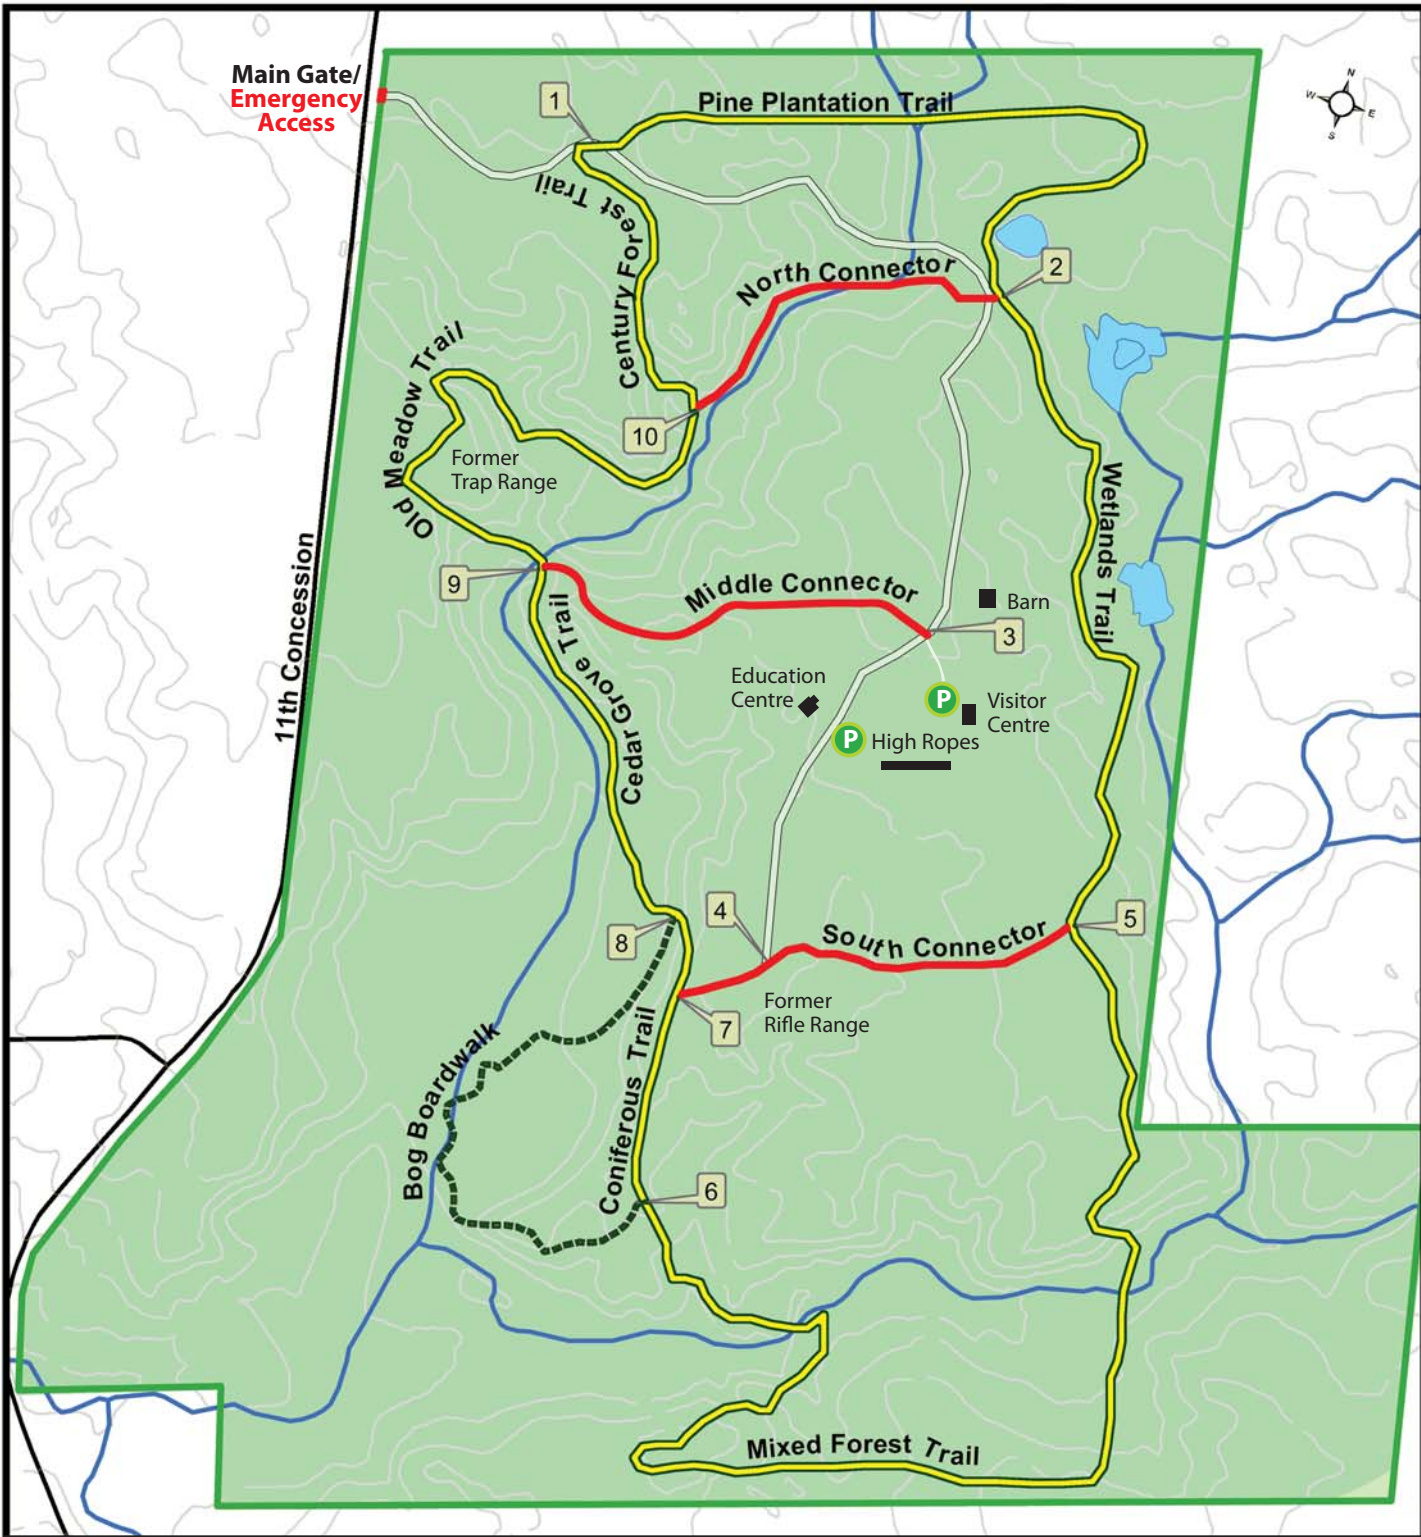 Main Gate/
Emergency
Access
1
Pine Plantation Trail
N
W
E
S
Century Forest Trail
2
North Connector
Old Meadow Trail
10
Former
Trap Range
Wetlands Trail
11th Concession
9
Middle Connector
Barn
3
Cedar Grove Trail
Education
Centre
P
Visitor
Centre
P
High Ropes
4
5
8
South Connector
Former
Rifle Range
7
Bog Boardwalk
Coniferous Trail
6
Mixed Forest Trail